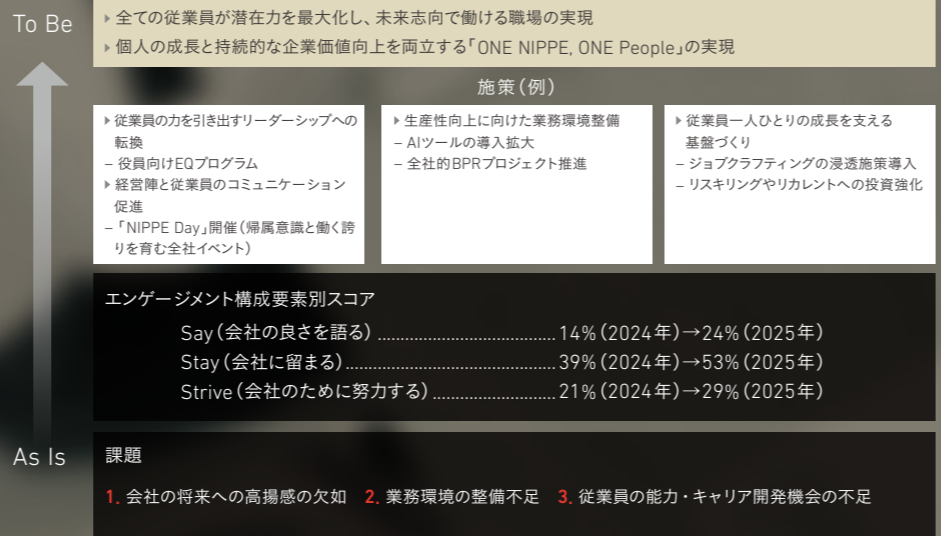 To Be
▸全ての従業員が潜在力を最大化し、未来志向で働ける職場の実現
▸個人の成長と持続的な企業価値向上を両立する「ONE NIPPE, ONE People」の実現
施策（例）
▸従業員の力を引き出すリーダーシップへの
転換
– 役員向けEQプログラム
▸経営陣と従業員のコミュニケーション
促進
– 「NIPPE Day」開催（帰属意識と働く誇
りを育む全社イベント）
▸生産性向上に向けた業務環境整備
– AIツールの導入拡大
– 全社的BPRプロジェクト推進
▸従業員一人ひとりの成長を支える
基盤づくり
– ジョブクラフティングの浸透施策導入
– リスキリングやリカレントへの投資強化
エンゲージメント構成要素別スコア
Say（会社の良さを語る）......................................14%（2024年）→24%（2025年）
Stay（会社に留まる）.............................................39%（2024年）→53%（2025年）
Strive（会社のために努力する）..........................21%（2024年）→29%（2025年）
As Is
課題
1. 会社の将来への高揚感の欠如 2. 業務環境の整備不足 3. 従業員の能力・キャリア開発機会の不足